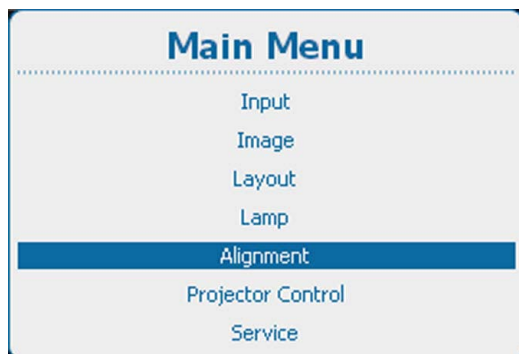 Main Menu
Input
Image
Layout
Lamp
Alignment
Projector Control
Service